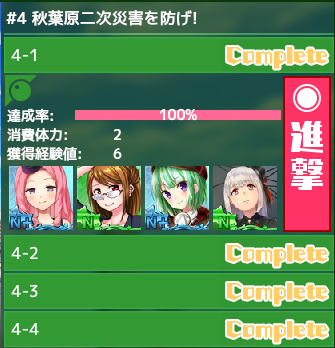 #4 秋葉原二次災害を防げ!
4-1 Complete
達成率: 100%
消費体力: 2
獲得経験値: 6
進撃
N+ N N+ N
4-2 Complete
4-3 Complete
4-4 Complete